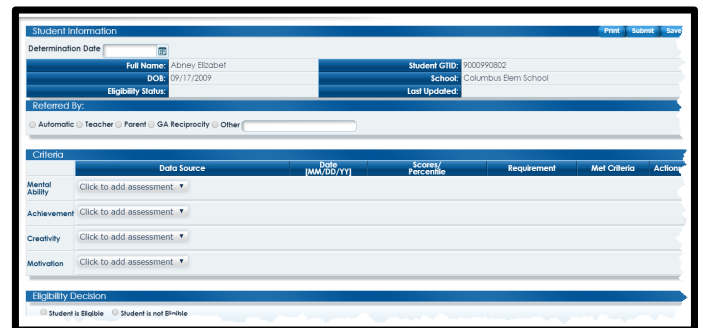 Student Information Print Submit Save
Determination Date
Full Name: Abney Elizabet Student GTID: 9000990802
DOB: 09/17/2009 School: Columbus Elem School
Eligibility Status: Last Updated:
Referred By:
Automatic Teacher Parent GA Reciprocity Other
Criteria
Data Source Date [MM/DD/YY] Scores/ Percentile Requirement Met Criteria Actions
Mental Ability Click to add assessment
Achievement Click to add assessment
Creativity Click to add assessment
Motivation Click to add assessment
Eligibility Decision
Student is Eligible Student is not Eligible